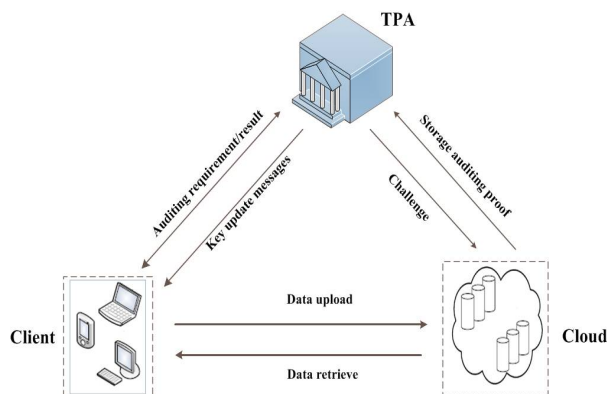 TPA
Auditing requirement/result
Key update messages
Challenge
Storage auditing proof
Client
Data upload
Cloud
Data retrieve